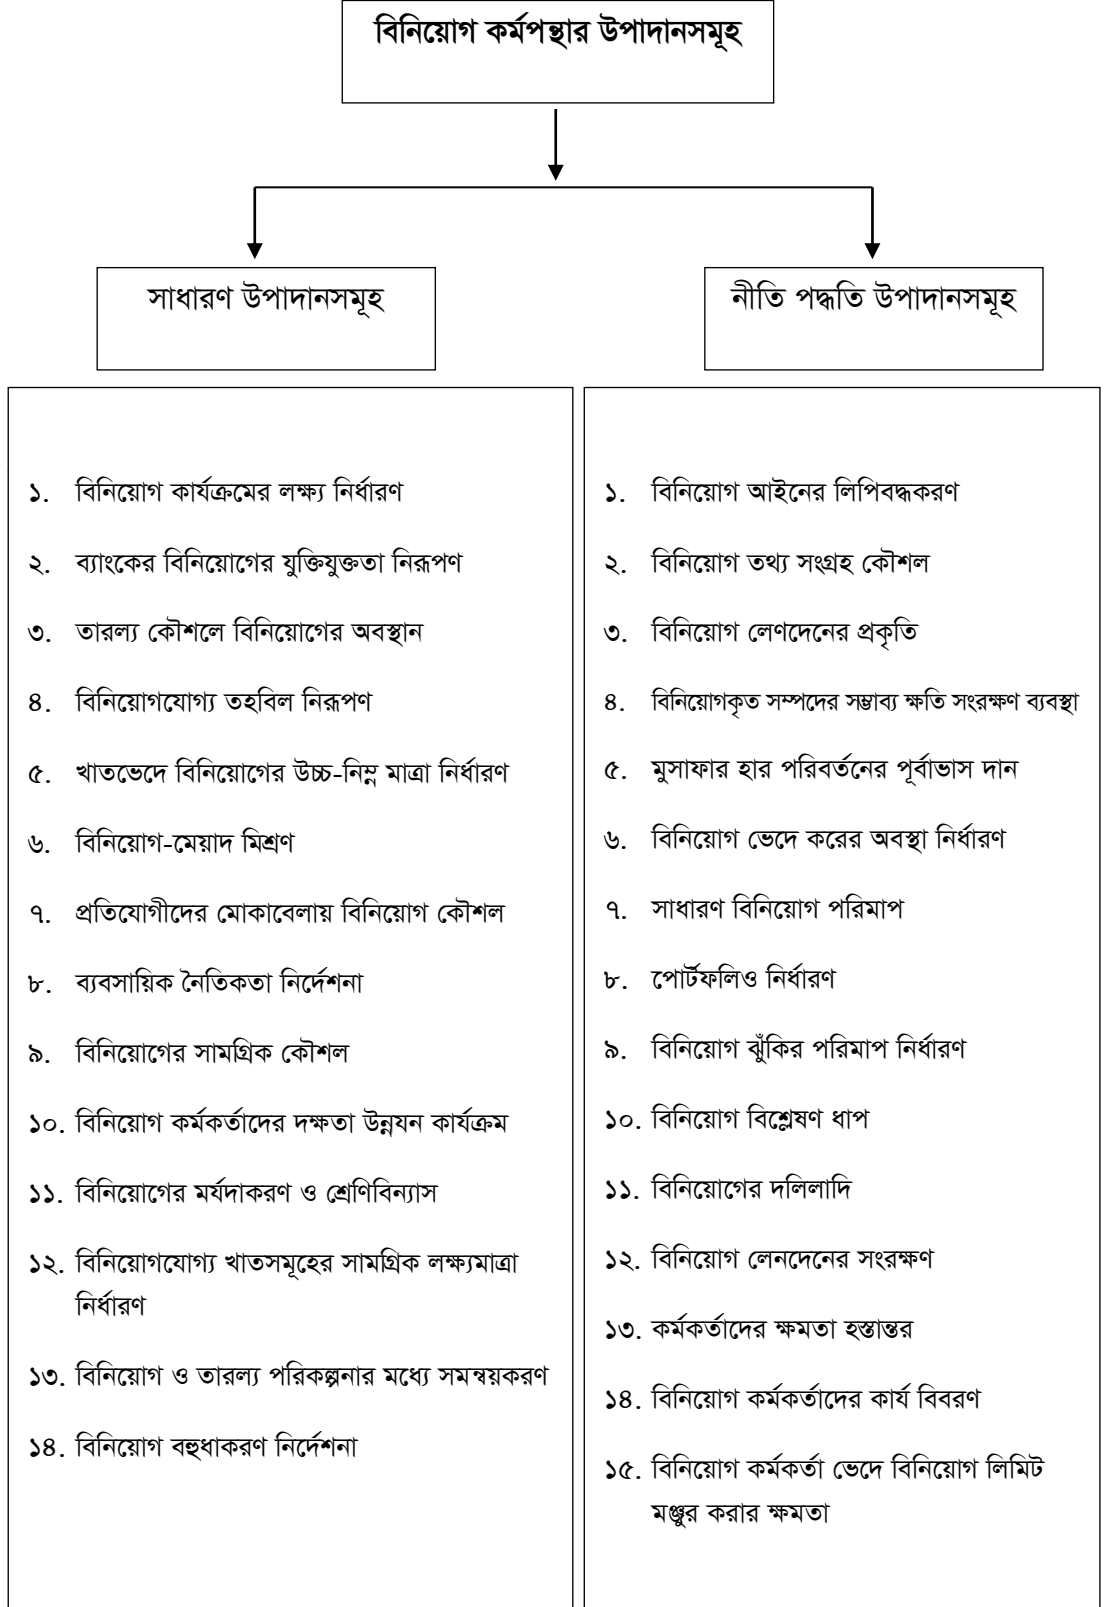 বিনিয়োগ কর্মপন্থার উপাদানসমূহ
সাধারণ উপাদানসমূহ
নীতি পদ্ধতি উপাদানসমূহ
১. বিনিয়োগ কার্যক্রমের লক্ষ্য নির্ধারণ
২. ব্যাংকের বিনিয়োগের যুক্তিযুক্ততা নিরূপণ
৩. তারল্য কৌশলে বিনিয়োগের অবস্থান
৪. বিনিয়োগযোগ্য তহবিল নিরূপণ
৫. খাতভেদে বিনিয়োগের উচ্চ-নিম্ন মাত্রা নির্ধারণ
৬. বিনিয়োগ-মেয়াদ মিশ্রণ
৭. প্রতিযোগীদের মোকাবেলায় বিনিয়োগ কৌশল
৮. ব্যবসায়িক নৈতিকতা নির্দেশনা
৯. বিনিয়োগের সামগ্রিক কৌশল
১০. বিনিয়োগ কর্মকর্তাদের দক্ষতা উন্নযন কার্যক্রম
১১. বিনিয়োগের মর্যদাকরণ ও শ্রেণিবিন্যাস
১২. বিনিয়োগযোগ্য খাতসমূহের সামগ্রিক লক্ষ্যমাত্রা
নির্ধারণ
১৩. বিনিয়োগ ও তারল্য পরিকল্পনার মধ্যে সমন্বয়করণ
১৪. বিনিয়োগ বহুধাকরণ নির্দেশনা
১. বিনিয়োগ আইনের লিপিবদ্ধকরণ
২. বিনিয়োগ তথ্য সংগ্রহ কৌশল
৩. বিনিয়োগ লেণদেনের প্রকৃতি
৪. বিনিয়োগকৃত সম্পদের সম্ভাব্য ক্ষতি সংরক্ষণ ব্যবস্থা
৫. মুসাফার হার পরিবর্তনের পূর্বাভাস দান
৬. বিনিয়োগ ভেদে করের অবস্থা নির্ধারণ
৭. সাধারণ বিনিয়োগ পরিমাপ
৮. পোর্টফলিও নির্ধারণ
৯. বিনিয়োগ ঝুঁকির পরিমাপ নির্ধারণ
১০. বিনিয়োগ বিশ্লেষণ ধাপ
১১. বিনিয়োগের দলিলাদি
১২. বিনিয়োগ লেনদেনের সংরক্ষণ
১৩. কর্মকর্তাদের ক্ষমতা হস্তান্তর
১৪. বিনিয়োগ কর্মকর্তাদের কার্য বিবরণ
১৫. বিনিয়োগ কর্মকর্তা ভেদে বিনিয়োগ লিমিট
মঞ্জুর করার ক্ষমতা